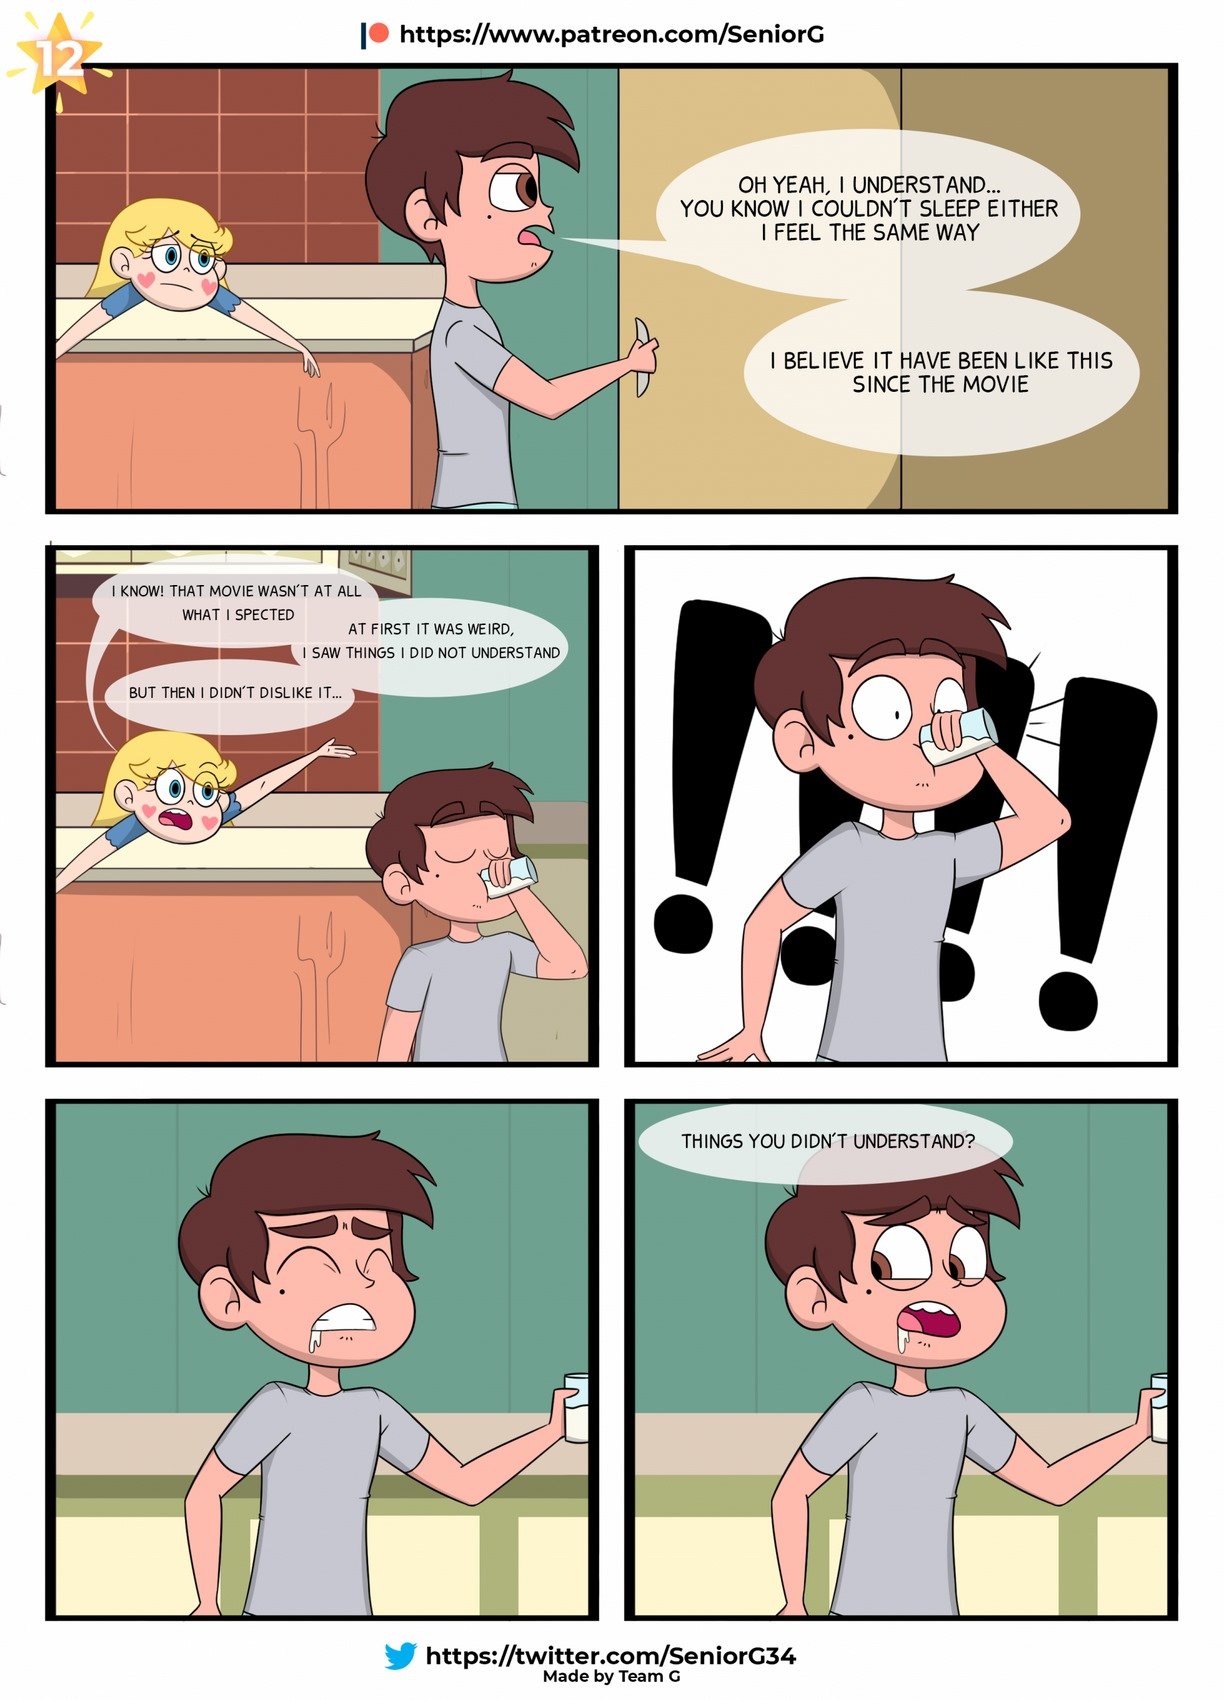 12
https://www.patreon.com/SeniorG
OH YEAH, I UNDERSTAND...
YOU KNOW I COULDN'T SLEEP EITHER
I FEEL THE SAME WAY
I BELIEVE IT HAVE BEEN LIKE THIS
SINCE THE MOVIE
I KNOW! THAT MOVIE WASN'T AT ALL
WHAT I SPECTED
AT FIRST IT WAS WEIRD,
I SAW THINGS I DID NOT UNDERSTAND
BUT THEN I DIDN'T DISLIKE IT...
!!!!
THINGS YOU DIDN'T UNDERSTAND?
https://twitter.com/SeniorG34
Made by Team G